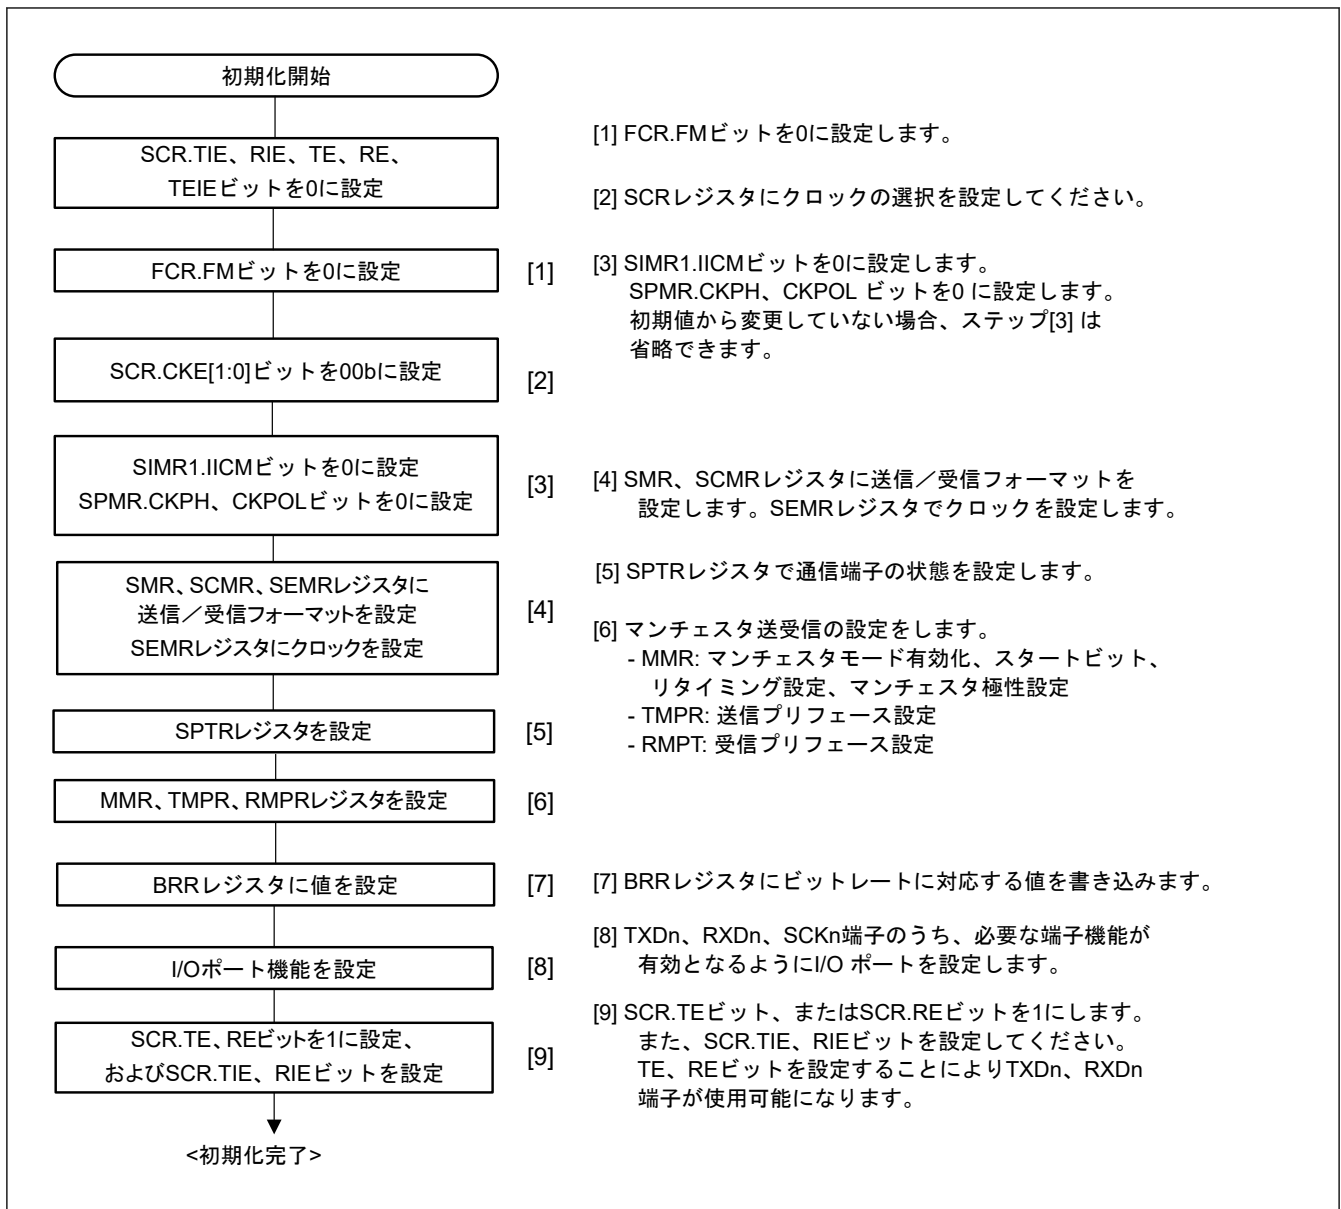 初期化開始
SCR.TIE、RIE、TE、RE、
TEIEビットを0に設定
FCR.FMビットを0に設定
[1]
SCR.CKE[1:0]ビットを00bに設定
[2]
SIMR1.IICMビットを0に設定
SPMR.CKPH、CKPOLビットを0に設定
[3]
SMR、SCMR、SEMRレジスタに
送信／受信フォーマットを設定
SEMRレジスタにクロックを設定
[4]
SPTRレジスタを設定
[5]
MMR、TMPR、RMPRレジスタを設定
[6]
BRRレジスタに値を設定
[7]
I/Oポート機能を設定
[8]
SCR.TE、REビットを1に設定、
およびSCR.TIE、RIEビットを設定
[9]
<初期化完了>
[1] FCR.FMビットを0に設定します。
[2] SCRレジスタにクロックの選択を設定してください。
[3] SIMR1.IICMビットを0に設定します。
SPMR.CKPH、CKPOL ビットを0 に設定します。
初期値から変更していない場合、ステップ[3] は
省略できます。
[4] SMR、SCMRレジスタに送信／受信フォーマットを
設定します。SEMRレジスタでクロックを設定します。
[5] SPTRレジスタで通信端子の状態を設定します。
[6] マンチェスタ送受信の設定をします。
- MMR: マンチェスタモード有効化、スタートビット、
リタイミング設定、マンチェスタ極性設定
- TMPR: 送信プリフェース設定
- RMPT: 受信プリフェース設定
[7] BRRレジスタにビットレートに対応する値を書き込みます。
[8] TXDn、RXDn、SCKn端子のうち、必要な端子機能が
有効となるようにI/O ポートを設定します。
[9] SCR.TEビット、またはSCR.REビットを1にします。
また、SCR.TIE、RIEビットを設定してください。
TE、REビットを設定することによりTXDn、RXDn
端子が使用可能になります。